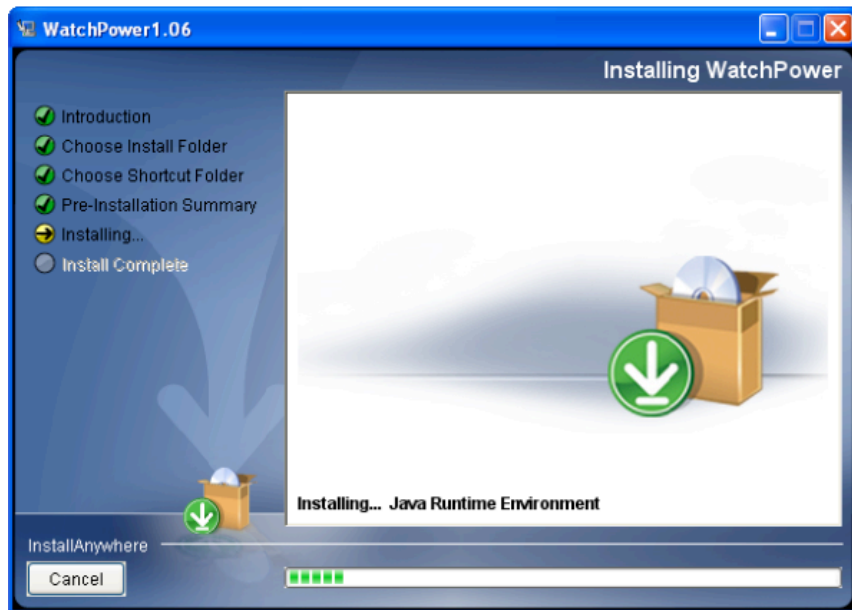 WatchPower1.06
Installing WatchPower
Introduction
Choose Install Folder
Choose Shortcut Folder
Pre-Installation Summary
Installing...
Install Complete
Installing... Java Runtime Environment
InstallAnywhere
Cancel